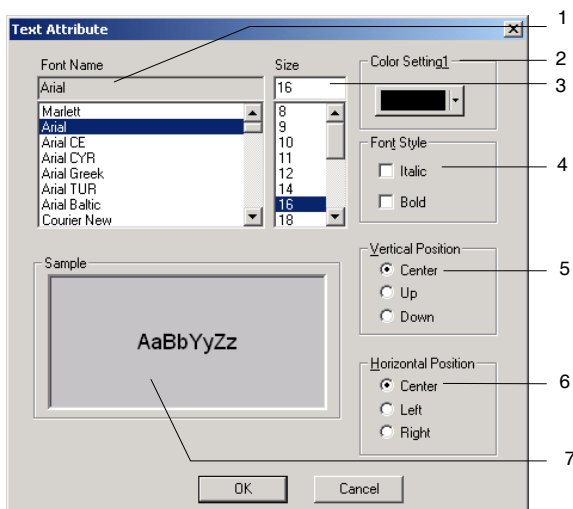 Text Attribute
1
Font Name
Size
Color Setting1
2
Arial
16
3
Marlett
Arial
Arial CE
Arial CYR
Arial Greek
Arial TUR
Arial Baltic
Courier New
8
9
10
11
12
14
16
18
Font Style
Italic
Bold
4
Vertical Position
Center
Up
Down
5
Sample
AaBbYyZz
Horizontal Position
Center
Left
Right
6
7
OK
Cancel